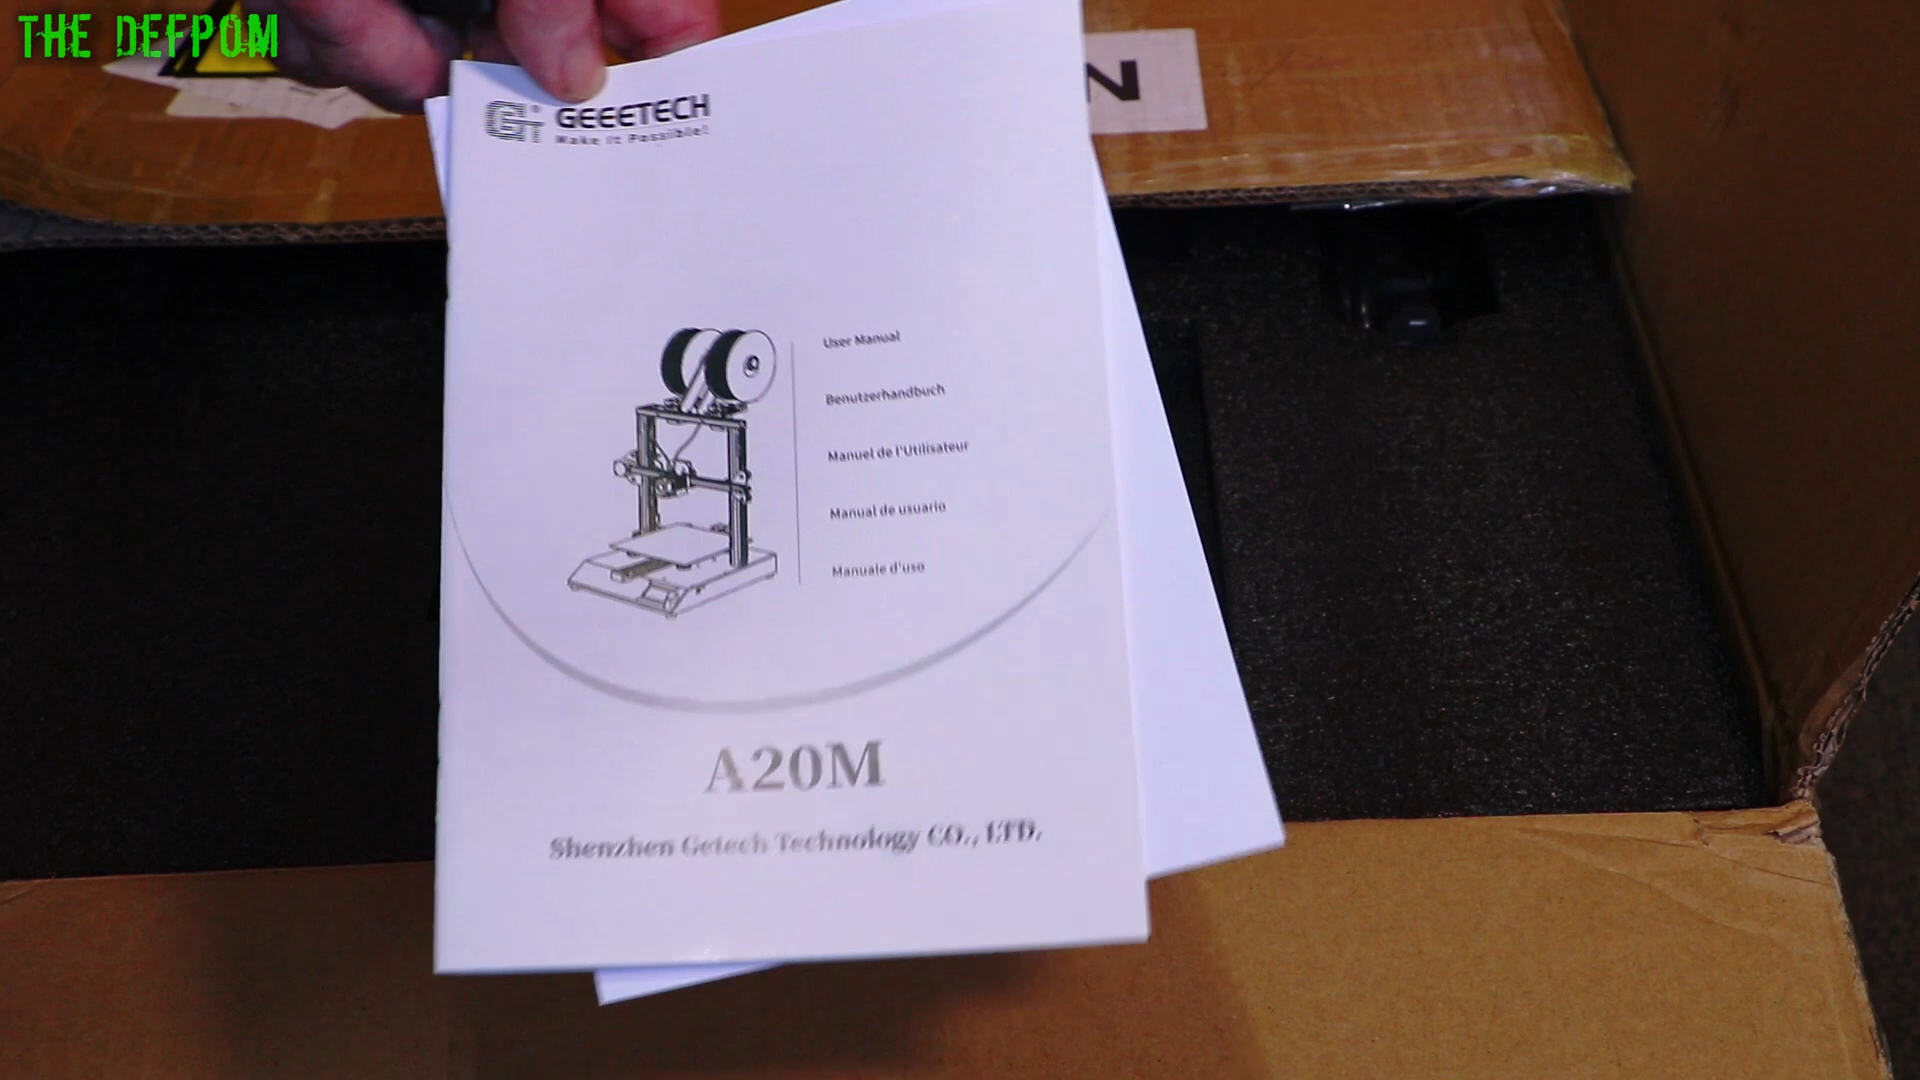 THE DEFPOM
N
GEEETECH
Make It Possible!
User Manual
Benutzerhandbuch
Manuel de l'Utilisateur
Manual de usuario
Manuale d'uso
A20M
Shenzhen Getech Technology CO., LTD.